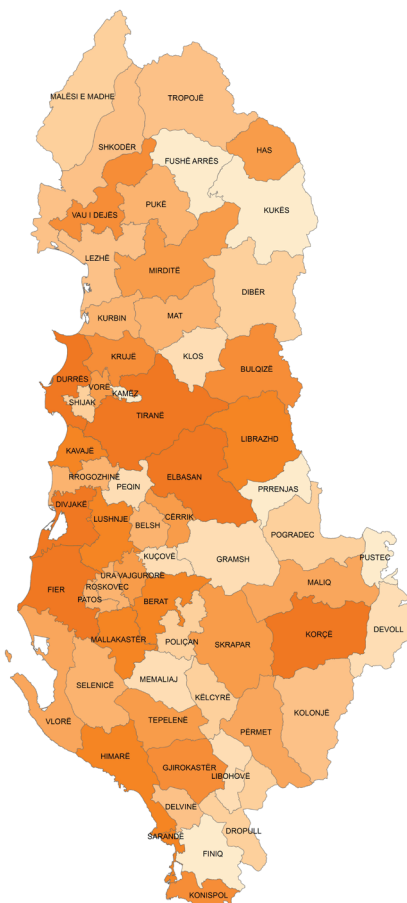 MALËSI E MADHE
TROPOJË
SHKODËR
HAS
FUSHË ARRËS
PUKË
KUKËS
VAU I DEJËS
LEZHË
MIRDITË
DIBËR
KURBIN
MAT
KRUJË
KLOS
BULQIZË
DURRËS
VORË
KAMËZ
SHIJAK
TIRANË
LIBRAZHD
KAVAJË
ELBASAN
RROGOZHINË
PEQIN
PRRENJAS
DIVJAKË
LUSHNJE
CËRRIK
BELSH
POGRADEC
KUÇOVË
GRAMSH
PUSTEC
URA VAJGURORË
MALIQ
ROSKOVEC
FIER
PATOS
BERAT
DEVOLL
MALLAKASTËR
POLIÇAN
SKRAPAR
KORÇË
MEMALIAJ
SELENICË
KËLCYRË
KOLONJË
VLORË
TEPELENË
PËRMET
HIMARË
GJIROKASTËR
LIBOHOVË
DELVINË
SARANDË
DROPULL
FINIQ
KONISPOL